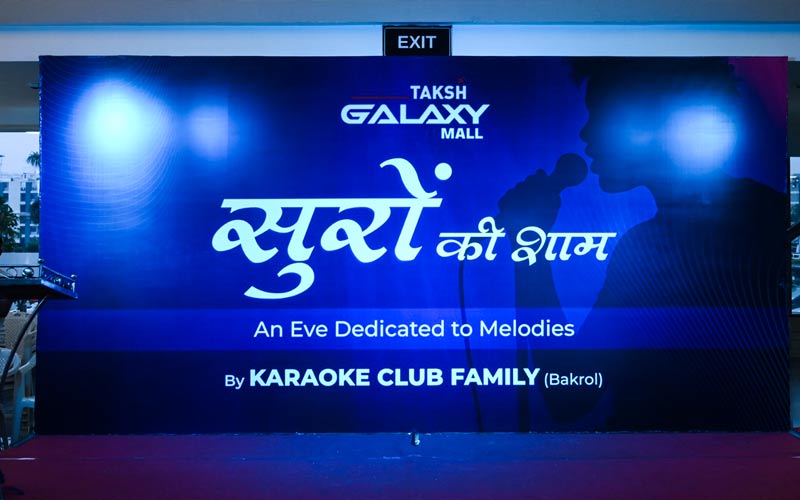 EXIT
TAKSH
GALAXY
MALL
सुरों की शाम
An Eve Dedicated to Melodies
By KARAOKE CLUB FAMILY (Bakrol)